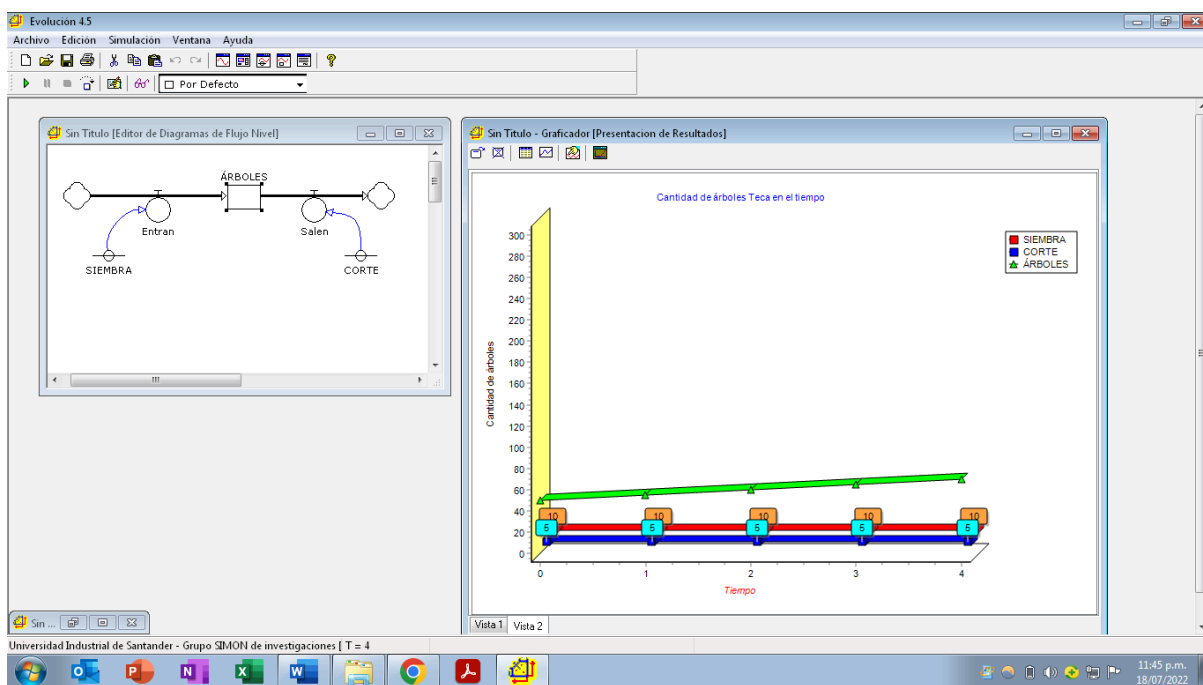 Evolución 4.5
Archivo Edición Simulación Ventana Ayuda
Por Defecto
Sin Titulo [Editor de Diagramas de Flujo Nivel]
ÁRBOLES
Entran
Salen
SIEMBRA
CORTE
Sin Titulo - Graficador [Presentacion de Resultados]
Cantidad de árboles Teca en el tiempo
SIEMBRA
CORTE
ÁRBOLES
Cantidad de árboles
300
280
260
240
220
200
180
160
140
120
100
80
60
40
20
0
10 10 10 10 10
5 5 5 5 5
0 1 2 3 4
Tiempo
Vista 1 Vista 2
Sin ...
Universidad Industrial de Santander - Grupo SIMON de investigaciones [ T = 4
11:45 p.m.
18/07/2022